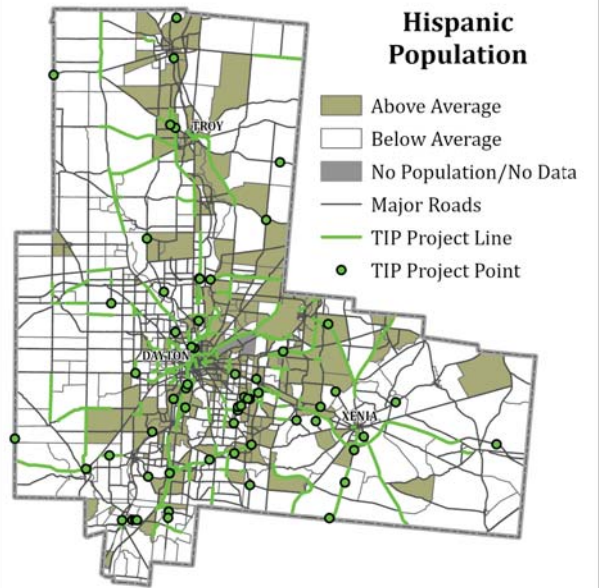 Hispanic
Population
Above Average
Below Average
No Population/No Data
Major Roads
TIP Project Line
TIP Project Point
TROY
DAYTON
XENIA